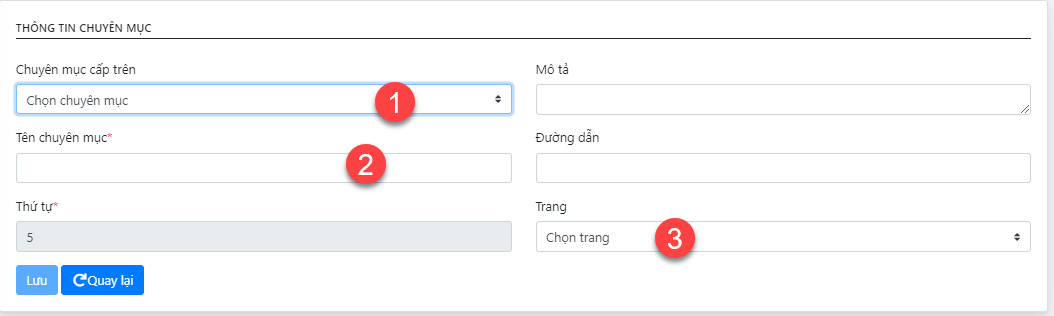 THÔNG TIN CHUYÊN MỤC
Chuyên mục cấp trên
Mô tả
Chọn chuyên mục
1
Tên chuyên mục*
Đường dẫn
2
Thứ tự*
Trang
5
Chọn trang
3
Lưu
Quay lại